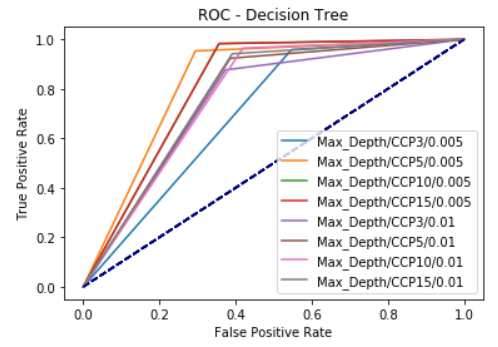 ROC - Decision Tree
True Positive Rate
1.0
0.8
0.6
0.4
0.2
0.0
Max_Depth/CCP3/0.005
Max_Depth/CCP5/0.005
Max_Depth/CCP10/0.005
Max_Depth/CCP15/0.005
Max_Depth/CCP3/0.01
Max_Depth/CCP5/0.01
Max_Depth/CCP10/0.01
Max_Depth/CCP15/0.01
0.0 0.2 0.4 0.6 0.8 1.0
False Positive Rate